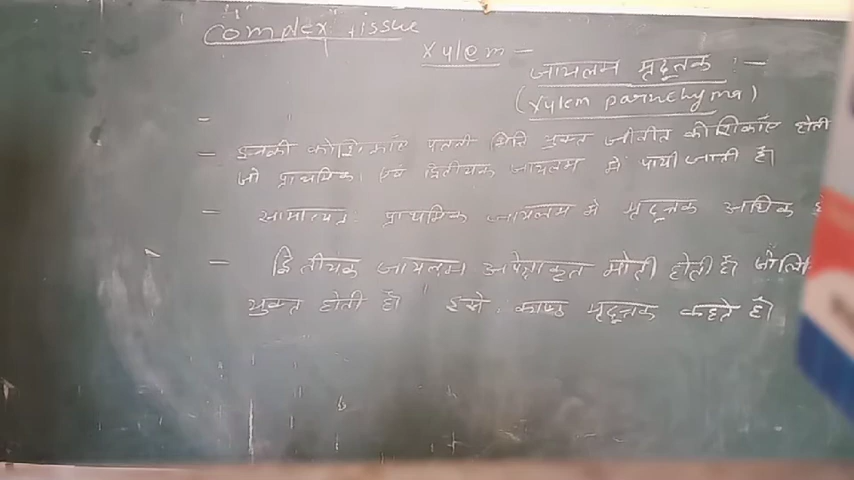 Complex tissue
Xylem -
जायलम मृदूतक :-
(Xylem parnehyma)
-
- इनकी कोशिकाएँ पतली भित्ति युक्त जीवीत कोशिकाएँ होती
जो प्राथमिक एवं द्वितीयक जायलम में पायी जाती है।
- सामान्यतः प्राथमिक जायलम में मृदूतक अधिक
- द्वितीयक जायलम अपेक्षाकृत मोटी होती है।
युक्त होती है। इसे काष्ठ मृदूतक कहते है।